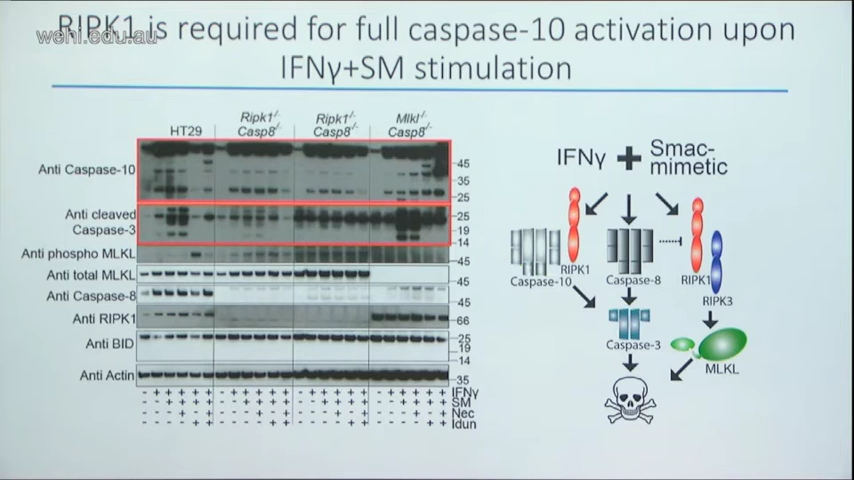 wehi.edu.au
RIPK1 is required for full caspase-10 activation upon
IFNγ+SM stimulation
HT29
Ripk1-/-
Casp8-/-
Ripk1-/-
Casp8-/-
Mlkl-/-
Casp8-/-
Anti Caspase-10
45
35
25
Anti cleaved
Caspase-3
25
19
14
Anti phospho MLKL
45
Anti total MLKL
45
Anti Caspase-8
45
Anti RIPK1
66
Anti BID
25
19
14
Anti Actin
35
- + + + + + - + + + + + - + + + + + - + + + + + IFNγ
SM
Nec
Idun
IFNγ + Smac-
mimetic
RIPK1
Caspase-10
Caspase-8
RIPK1
RIPK3
Caspase-3
MLKL